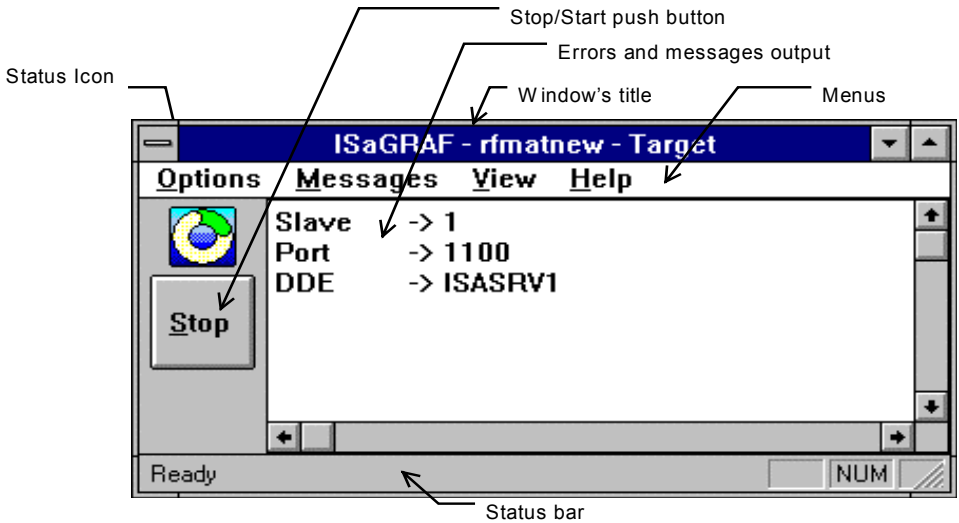 Stop/Start push button
Errors and messages output
Status Icon
Window's title
Menus
ISaGRAF - rfmatnew - Target
Options Messages View Help
Slave -> 1
Port -> 1100
DDE -> ISASRV1
Stop
Ready NUM
Status bar